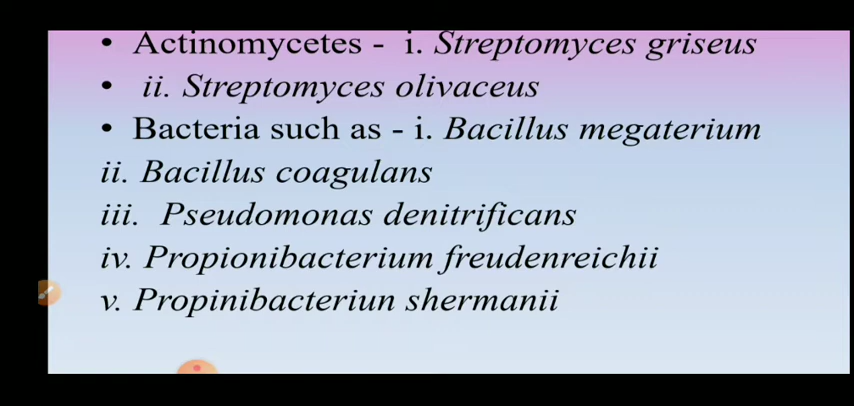 • Actinomycetes - i. Streptomyces griseus
• ii. Streptomyces olivaceus
• Bacteria such as - i. Bacillus megaterium
ii. Bacillus coagulans
iii. Pseudomonas denitrificans
iv. Propionibacterium freudenreichii
v. Propinibacteriun shermanii